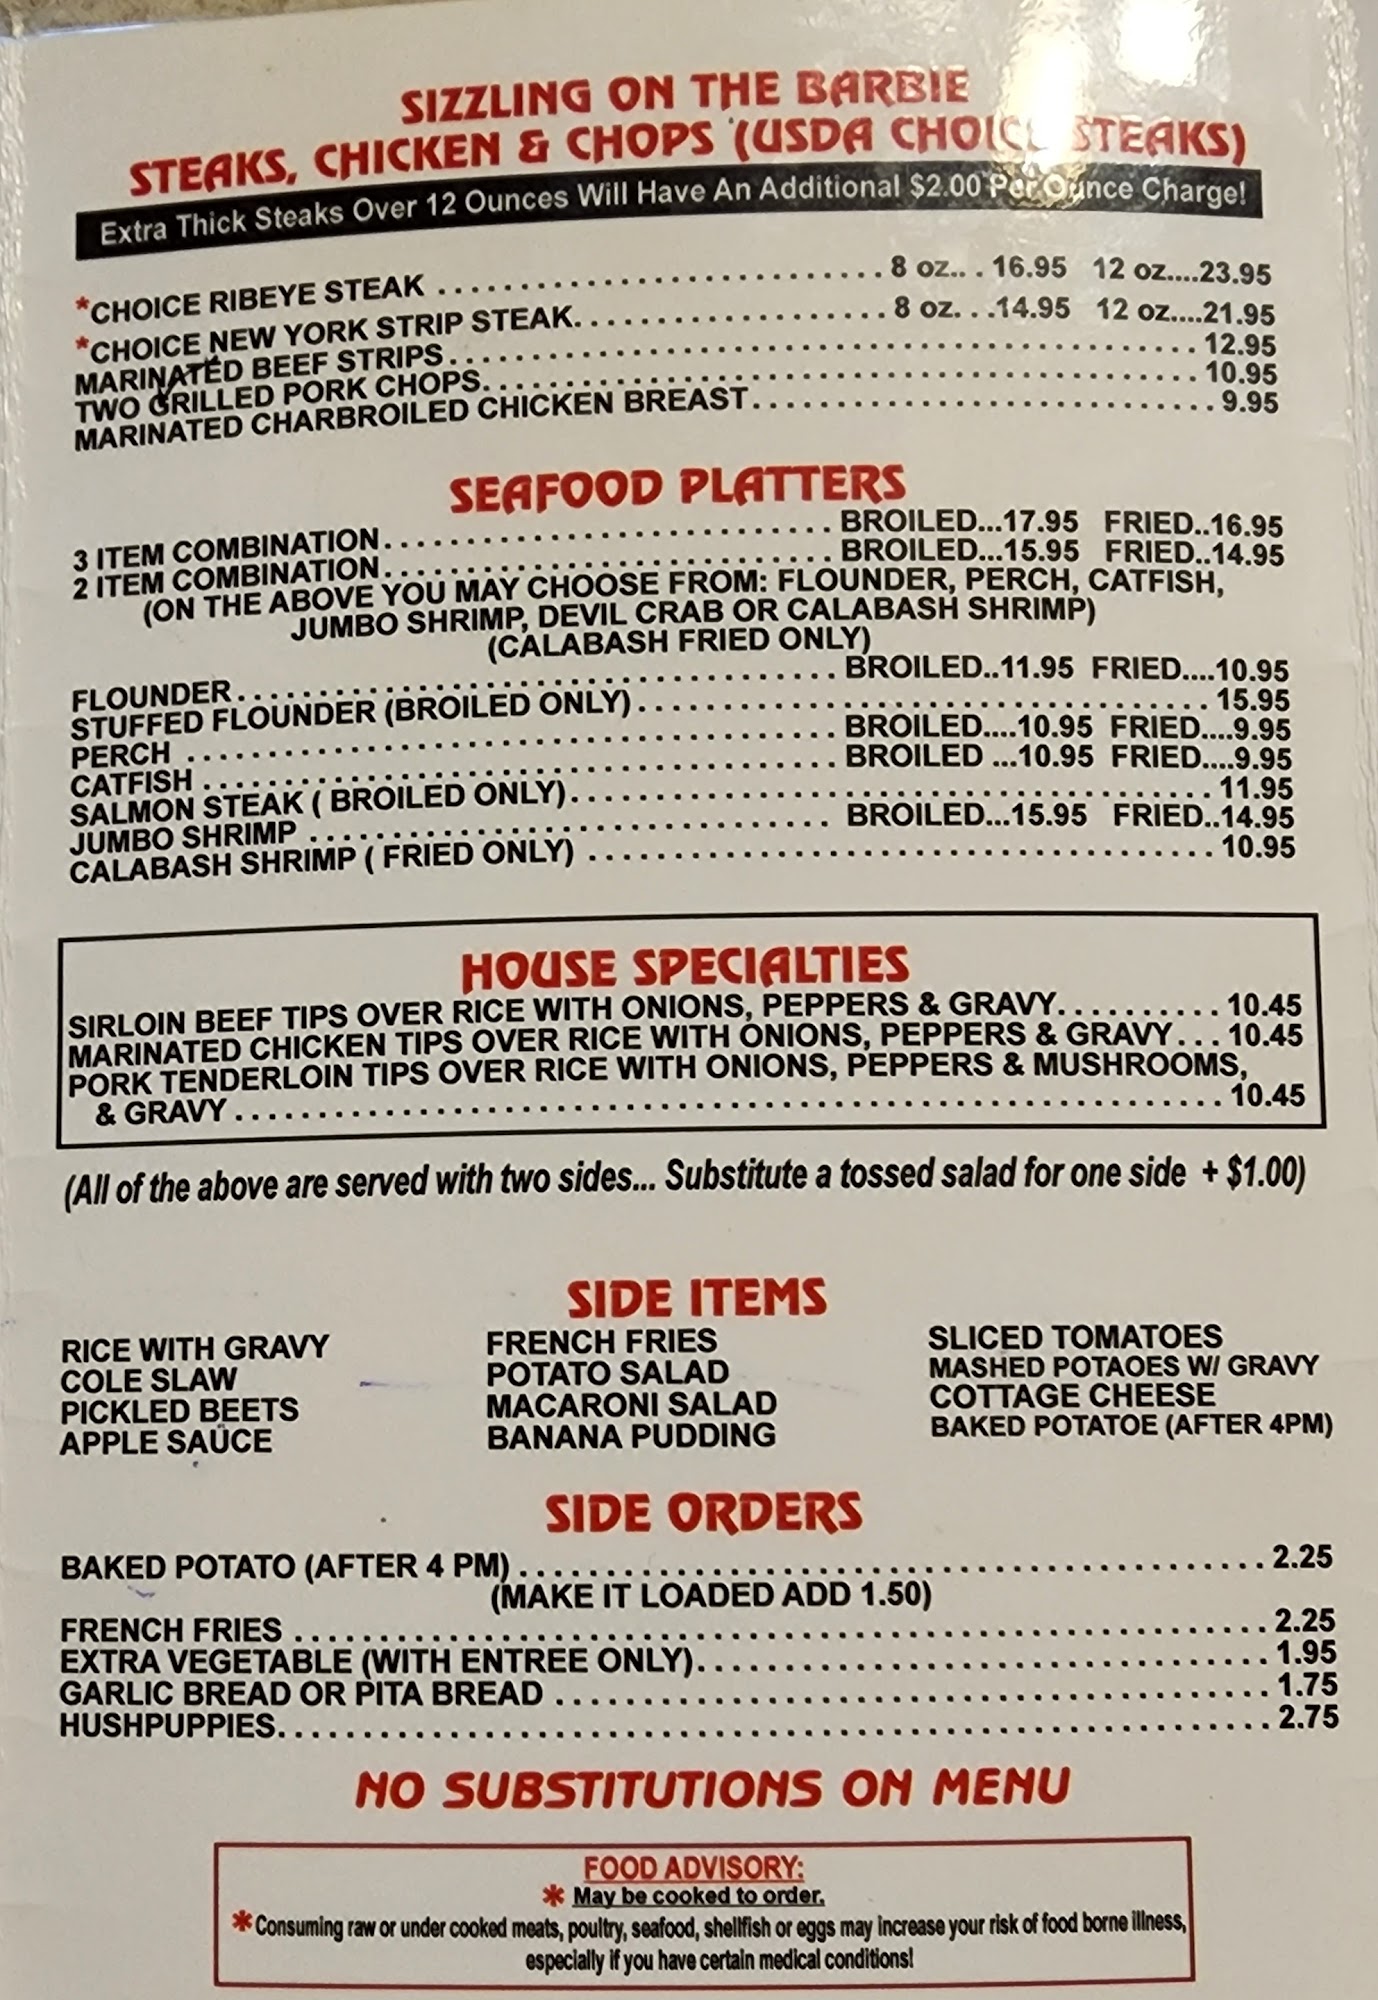 SIZZLING ON THE BARBIE
STEAKS, CHICKEN & CHOPS (USDA CHOICE STEAKS)
Extra Thick Steaks Over 12 Ounces Will Have An Additional $2.00 Per Ounce Charge!
*CHOICE RIBEYE STEAK ................................ 8 oz.. . 16.95 12 oz....23.95
*CHOICE NEW YORK STRIP STEAK...................... 8 oz. . .14.95 12 oz....21.95
MARINATED BEEF STRIPS.................................................... 12.95
TWO GRILLED PORK CHOPS.................................................. 10.95
MARINATED CHARBROILED CHICKEN BREAST............................. 9.95
SEAFOOD PLATTERS
3 ITEM COMBINATION............................. BROILED...17.95 FRIED..16.95
2 ITEM COMBINATION............................. BROILED...15.95 FRIED..14.95
(ON THE ABOVE YOU MAY CHOOSE FROM: FLOUNDER, PERCH, CATFISH,
JUMBO SHRIMP, DEVIL CRAB OR CALABASH SHRIMP)
(CALABASH FRIED ONLY)
FLOUNDER........................................ BROILED..11.95 FRIED....10.95
STUFFED FLOUNDER (BROILED ONLY)..................................... 15.95
PERCH ........................................... BROILED....10.95 FRIED....9.95
CATFISH .......................................... BROILED ...10.95 FRIED....9.95
SALMON STEAK ( BROILED ONLY).......................................... 11.95
JUMBO SHRIMP .................................. BROILED...15.95 FRIED..14.95
CALABASH SHRIMP ( FRIED ONLY) ........................................ 10.95
HOUSE SPECIALTIES
SIRLOIN BEEF TIPS OVER RICE WITH ONIONS, PEPPERS & GRAVY.......... 10.45
MARINATED CHICKEN TIPS OVER RICE WITH ONIONS, PEPPERS & GRAVY... 10.45
PORK TENDERLOIN TIPS OVER RICE WITH ONIONS, PEPPERS & MUSHROOMS,
& GRAVY ................................................................ 10.45
(All of the above are served with two sides... Substitute a tossed salad for one side + $1.00)
SIDE ITEMS
RICE WITH GRAVY FRENCH FRIES SLICED TOMATOES
COLE SLAW POTATO SALAD MASHED POTAOES W/ GRAVY
PICKLED BEETS MACARONI SALAD COTTAGE CHEESE
APPLE SAUCE BANANA PUDDING BAKED POTATOE (AFTER 4PM)
SIDE ORDERS
BAKED POTATO (AFTER 4 PM)................................................ 2.25
(MAKE IT LOADED ADD 1.50)
FRENCH FRIES ............................................................... 2.25
EXTRA VEGETABLE (WITH ENTREE ONLY)..................................... 1.95
GARLIC BREAD OR PITA BREAD .............................................. 1.75
HUSHPUPPIES................................................................ 2.75
NO SUBSTITUTIONS ON MENU
FOOD ADVISORY:
* May be cooked to order.
*Consuming raw or under cooked meats, poultry, seafood, shellfish or eggs may increase your risk of food borne illness,
especially if you have certain medical conditions!